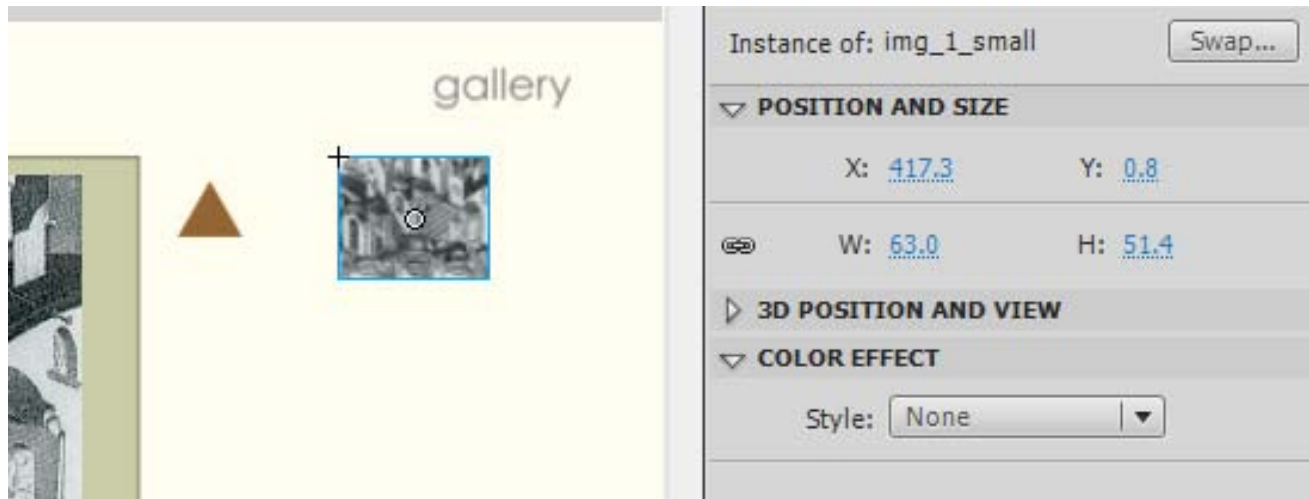 gallery
Instance of: img_1_small Swap...
POSITION AND SIZE
X: 417.3 Y: 0.8
W: 63.0 H: 51.4
3D POSITION AND VIEW
COLOR EFFECT
Style: None